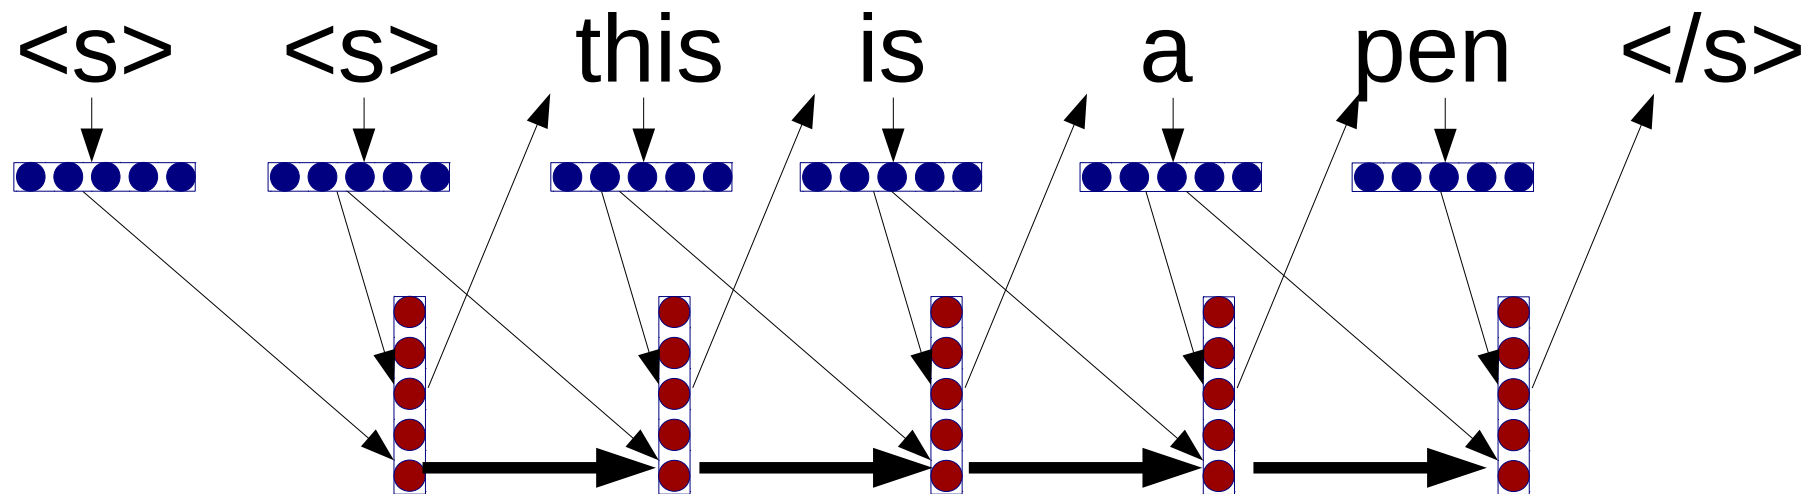 <s> <s> this is a pen </s>